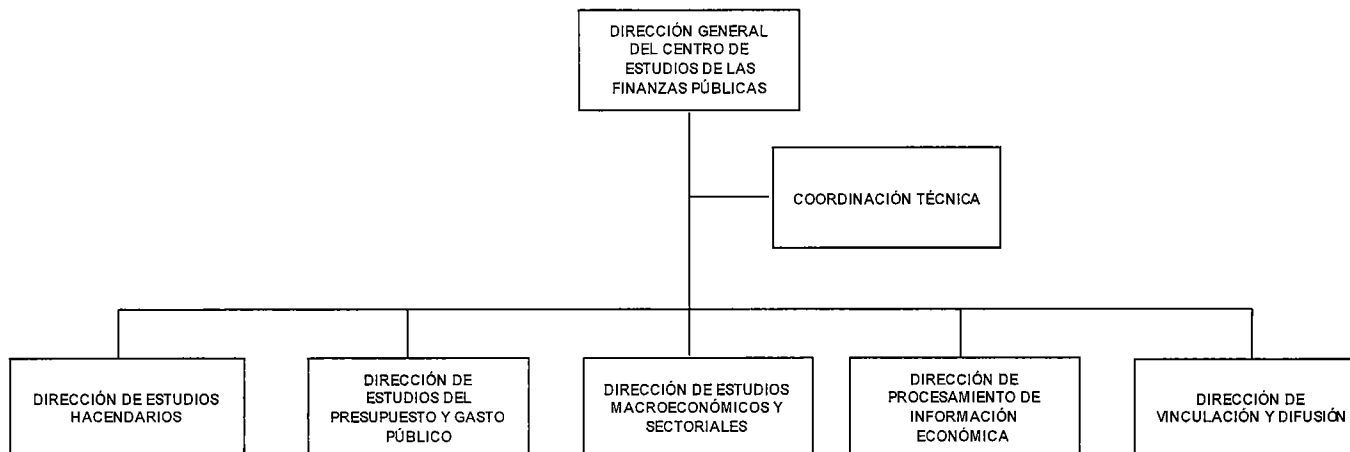 DIRECCIÓN GENERAL
DEL CENTRO DE
ESTUDIOS DE LAS
FINANZAS PÚBLICAS
COORDINACIÓN TÉCNICA
DIRECCIÓN DE ESTUDIOS
HACENDARIOS
DIRECCIÓN DE
ESTUDIOS DEL
PRESUPUESTO Y GASTO
PÚBLICO
DIRECCIÓN DE ESTUDIOS
MACROECONÓMICOS Y
SECTORIALES
DIRECCIÓN DE
PROCESAMIENTO DE
INFORMACIÓN
ECONÓMICA
DIRECCIÓN DE
VINCULACIÓN Y DIFUSIÓN